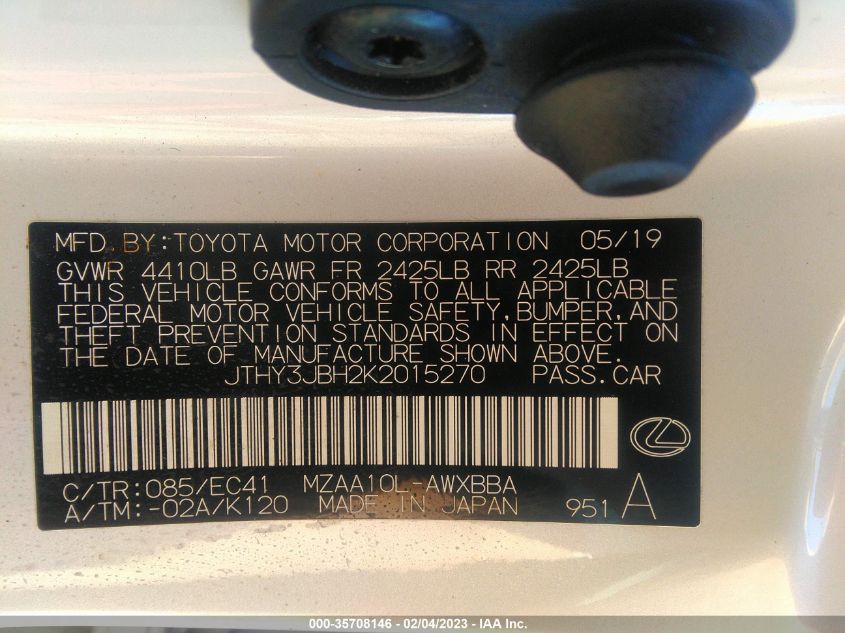 MFD.BY:TOYOTA MOTOR CORPORATION 05/19
GVWR 4410LB GAWR FR 2425LB RR 2425LB
THIS VEHICLE CONFORMS TO ALL APPLICABLE
FEDERAL MOTOR VEHICLE SAFETY,BUMPER,AND
THEFT PREVENTION STANDARDS IN EFFECT ON
THE DATE OF MANUFACTURE SHOWN ABOVE.
JTHY3JBH2K2015270 PASS.CAR
C/TR:085/EC41 MZAA10L-AWXBBA
A/TM:-02A/K120 MADE IN JAPAN 951 A
000-35708146 - 02/04/2023 - IAA Inc.